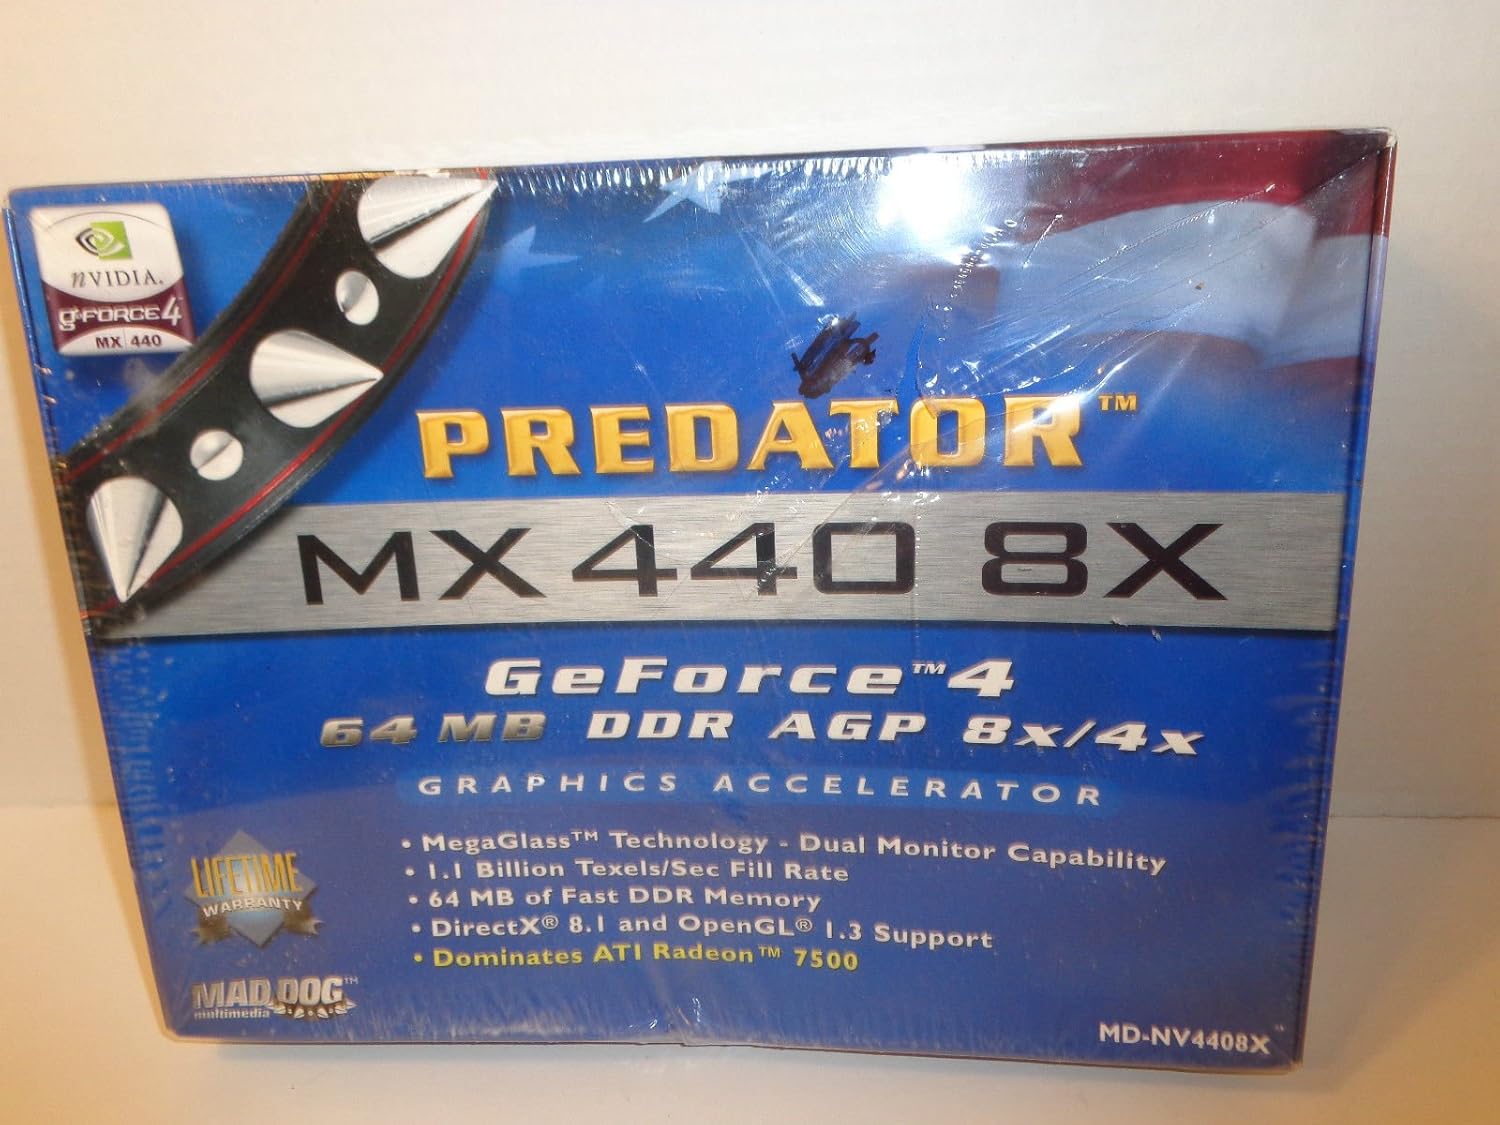 nVIDIA.
GeFORCE4
MX 440
PREDATOR™
MX 440 8X
GeForce™4
64 MB DDR AGP 8x/4x
GRAPHICS ACCELERATOR
• MegaGlass™ Technology - Dual Monitor Capability
• 1.1 Billion Texels/Sec Fill Rate
• 64 MB of Fast DDR Memory
• DirectX® 8.1 and OpenGL® 1.3 Support
• Dominates ATI Radeon™ 7500
LIFETIME
WARRANTY
MAD DOG™
multimedia
MD-NV4408X™